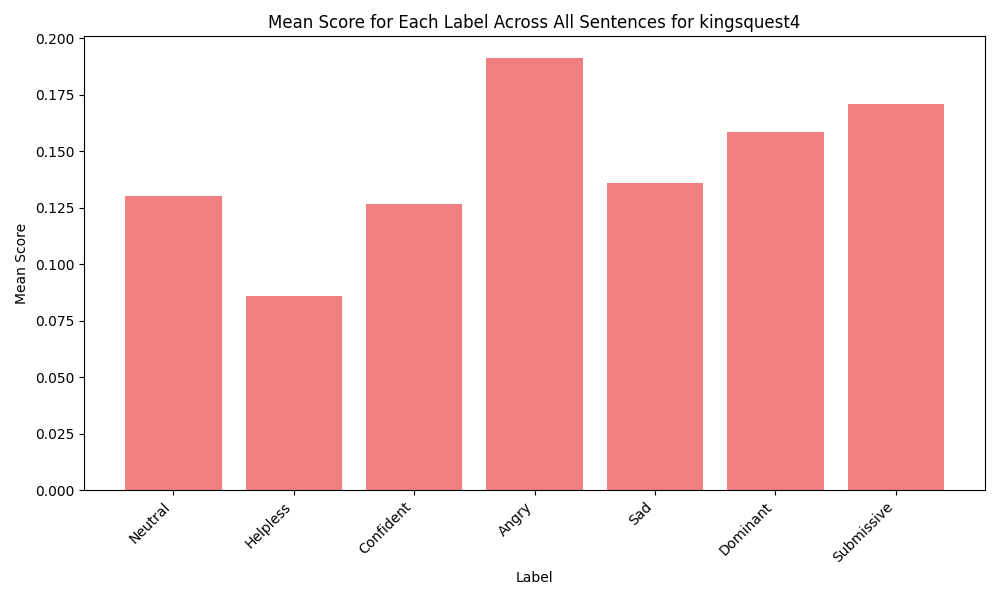 Mean Score for Each Label Across All Sentences for kingsquest4
0.200
0.175
0.150
0.125
0.100
0.075
0.050
0.025
0.000
Mean Score
Neutral
Helpless
Confident
Angry
Sad
Dominant
Submissive
Label